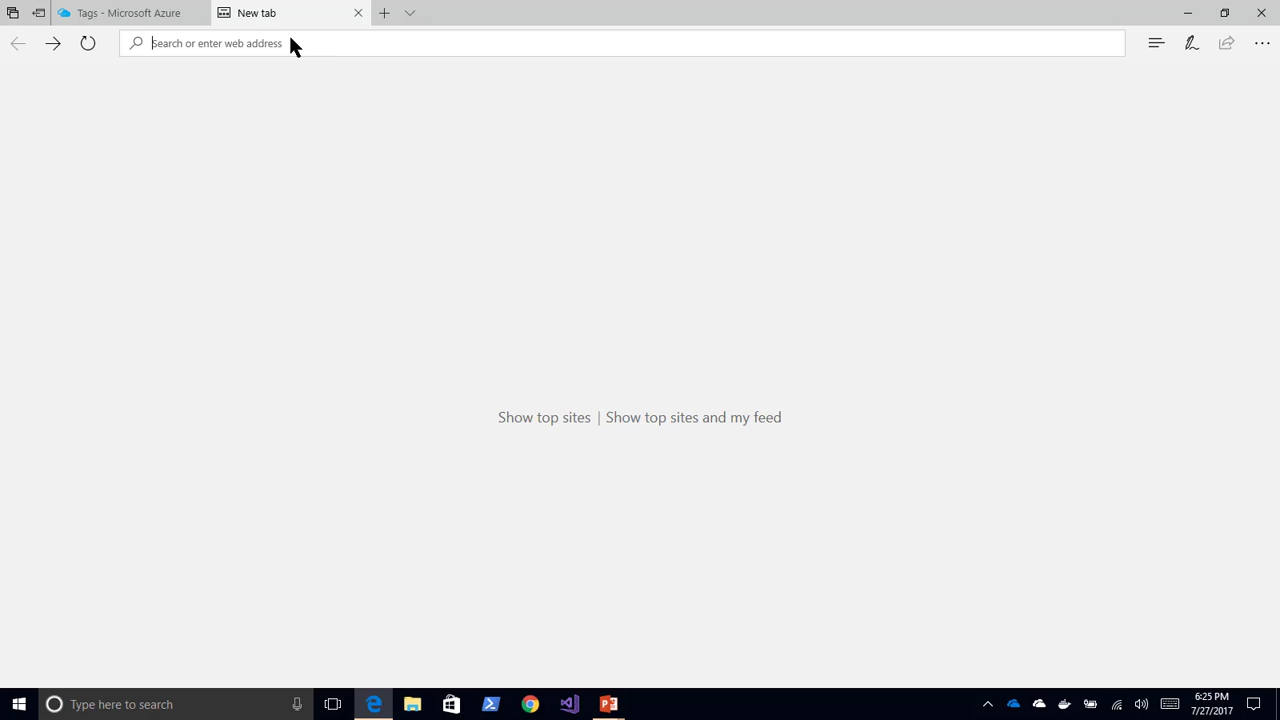 Tags - Microsoft Azure
New tab
Search or enter web address
Show top sites | Show top sites and my feed
Type here to search
6:25 PM
7/27/2017